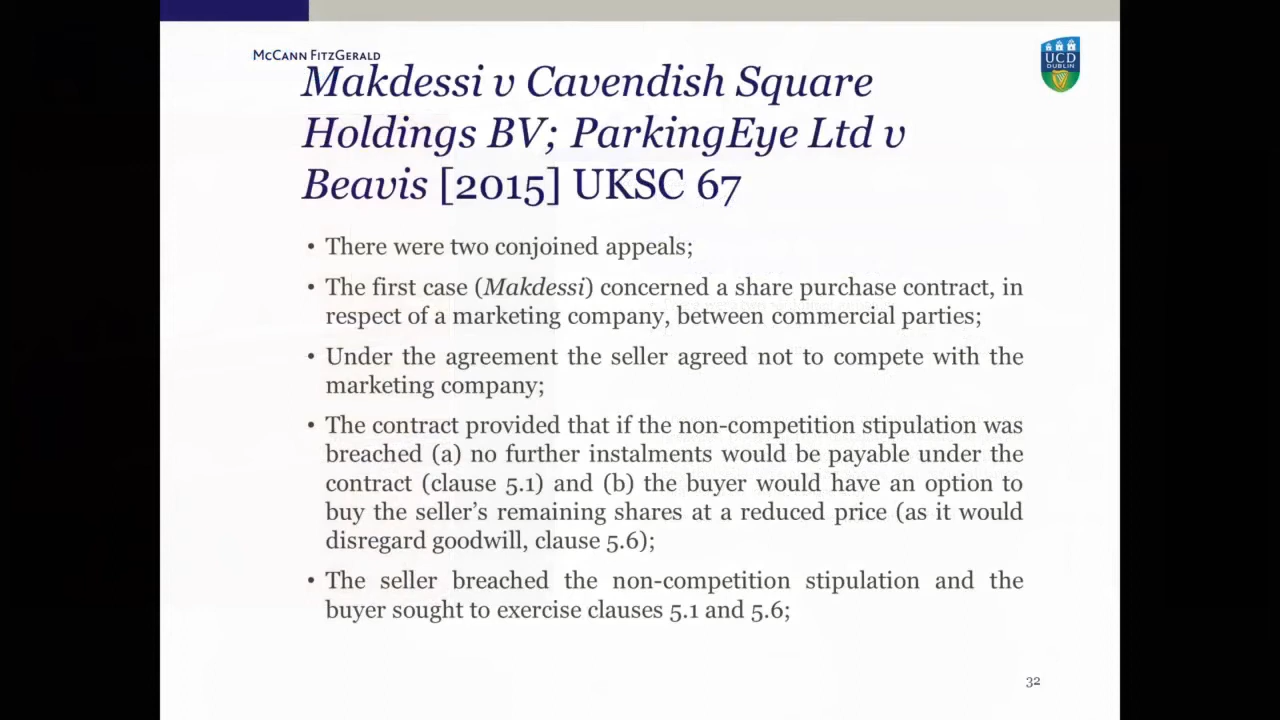 McCann FitzGerald
UCD
DUBLIN
Makdessi v Cavendish Square
Holdings BV; ParkingEye Ltd v
Beavis [2015] UKSC 67
• There were two conjoined appeals;
• The first case (Makdessi) concerned a share purchase contract, in
respect of a marketing company, between commercial parties;
• Under the agreement the seller agreed not to compete with the
marketing company;
• The contract provided that if the non-competition stipulation was
breached (a) no further instalments would be payable under the
contract (clause 5.1) and (b) the buyer would have an option to
buy the seller’s remaining shares at a reduced price (as it would
disregard goodwill, clause 5.6);
• The seller breached the non-competition stipulation and the
buyer sought to exercise clauses 5.1 and 5.6;
32